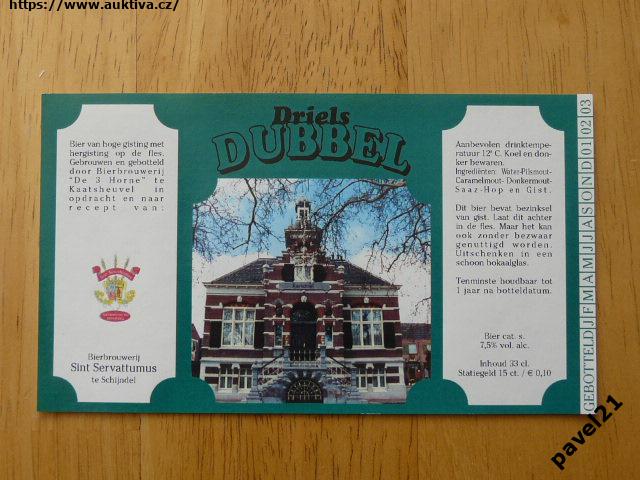 https://www.auktiva.cz/
Driels
DUBBEL
Bier van hoge gisting met
hergisting op de fles.
Gebrouwen en gebotteld
door Bierbrouwerij
"De 3 Horne" te
Kaatsheuvel in
opdracht en naar
recept van:
Bierbrouwerij
Sint Servattumus
te Schijndel
Aanbevolen drinktempe-
ratuur 12° C. Koel en don-
ker bewaren.
Ingrediënten: Water-Pilsmout-
Caramelmout- Donkermout-
Saaz-Hop en Gist.
Dit bier bevat bezinksel
van gist. Laat dit achter
in de fles. Maar het kan
ook zonder bezwaar
genuttigd worden.
Uitschenken in een
schoon bokaalglas.
Tenminste houdbaar tot
1 jaar na botteldatum.
Bier cat. s.
7,5% vol. alc.
Inhoud 33 cl.
Statiegeld 15 ct. / € 0,10
GEBOTTELD J F M A M J J A S O N D 01 02 03
pavel21